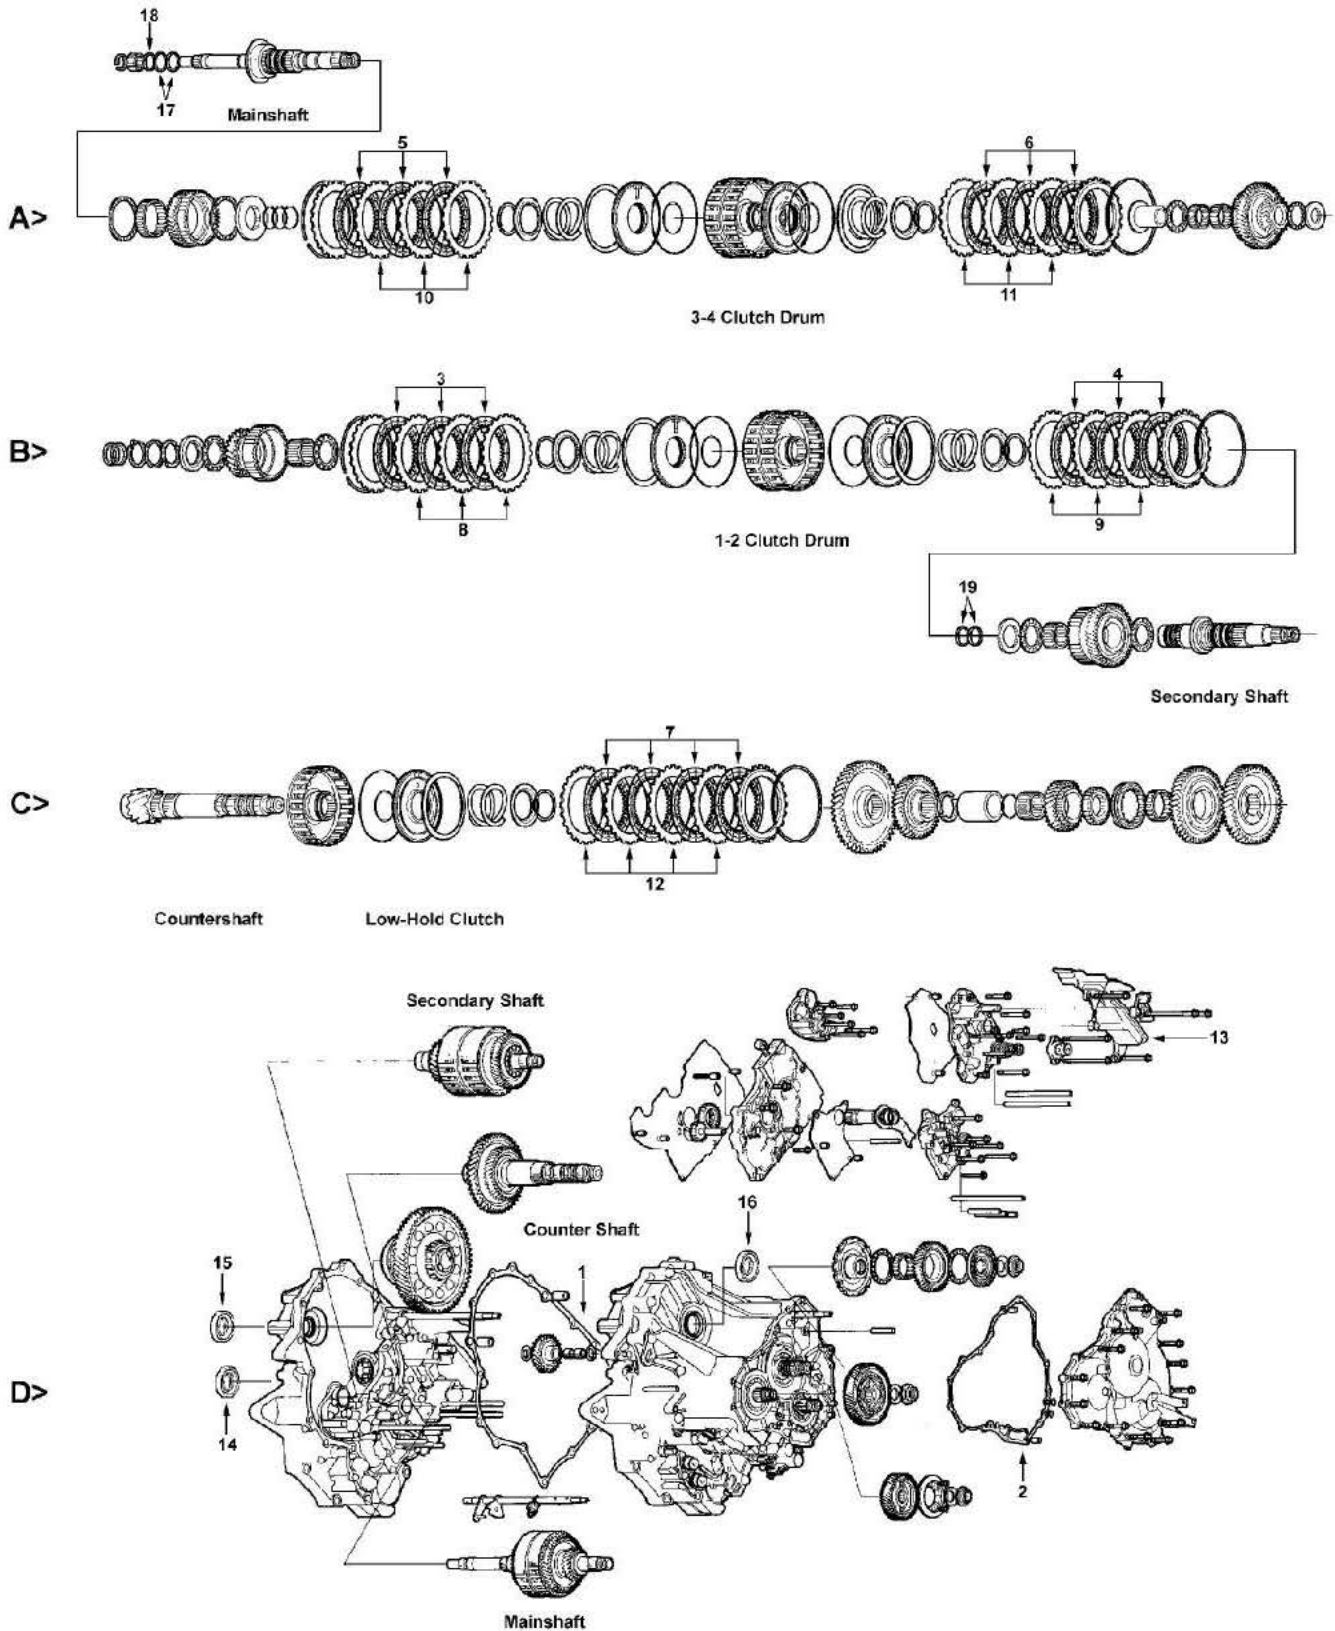 18
17
Mainshaft
5
6
A>
10
11
3-4 Clutch Drum
3
4
B>
8
9
1-2 Clutch Drum
19
Secondary Shaft
7
C>
12
Countershaft
Low-Hold Clutch
Secondary Shaft
13
16
Counter Shaft
15
1
D>
14
2
Mainshaft